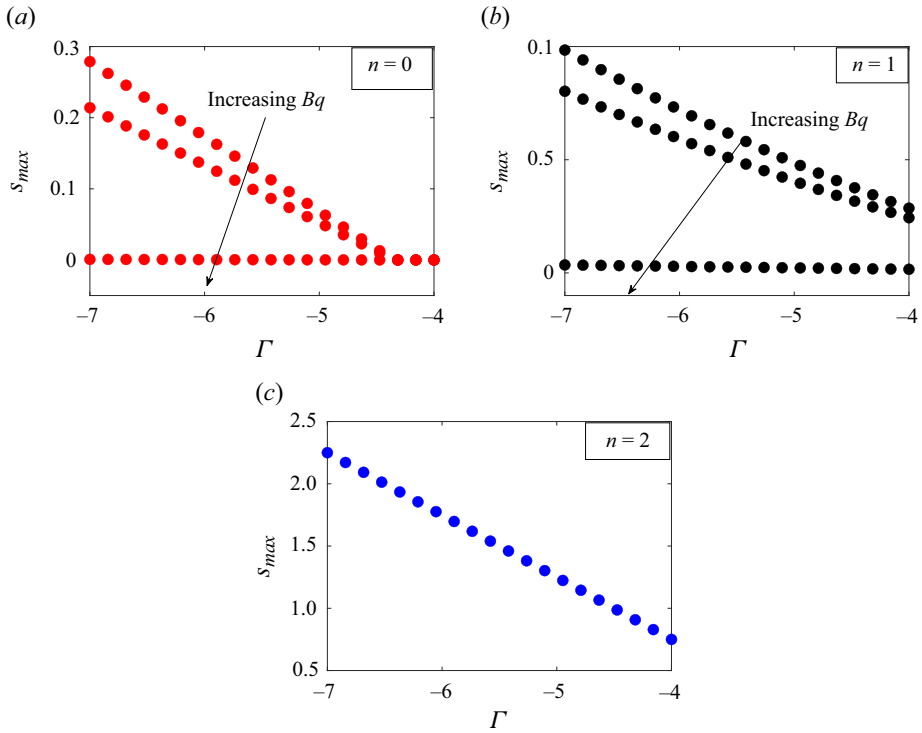 (a)
0.3
n = 0
Increasing Bq
0.2
s_max
0.1
0
–7
–6
–5
–4
Γ
(b)
0.1
n = 1
Increasing Bq
s_max
0.5
0
–7
–6
–5
–4
Γ
(c)
2.5
n = 2
2.0
s_max
1.5
1.0
0.5
–7
–6
–5
–4
Γ